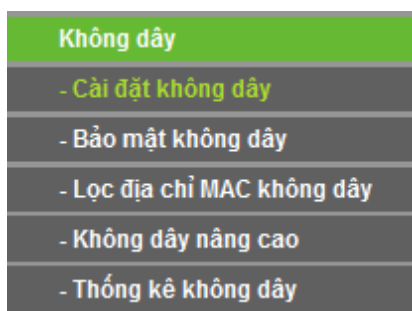 Không dây
- Cài đặt không dây
- Bảo mật không dây
- Lọc địa chỉ MAC không dây
- Không dây nâng cao
- Thống kê không dây